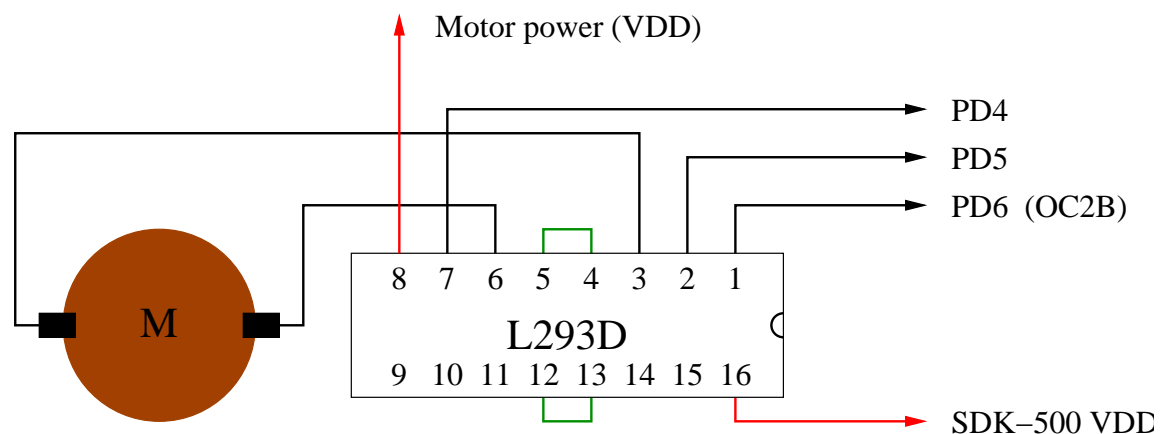 Motor power (VDD)
PD4
PD5
PD6 (OC2B)
8 7 6 5 4 3 2 1
M
L293D
9 10 11 12 13 14 15 16
SDK−500 VDD